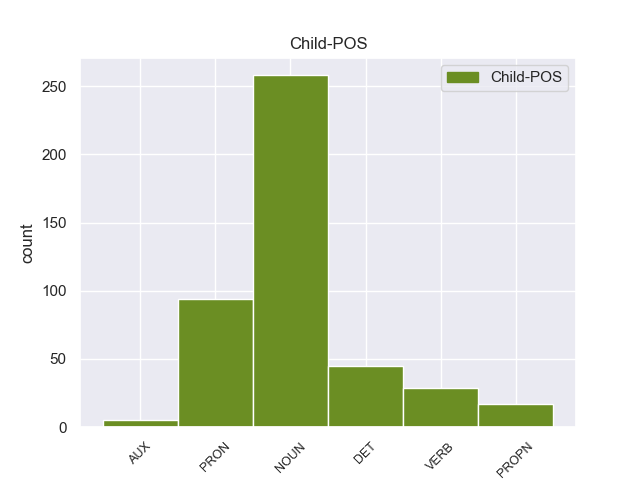 Child-POS
Child-POS
250
200
150
100
50
0
count
AUX
PRON
NOUN
DET
VERB
PROPN